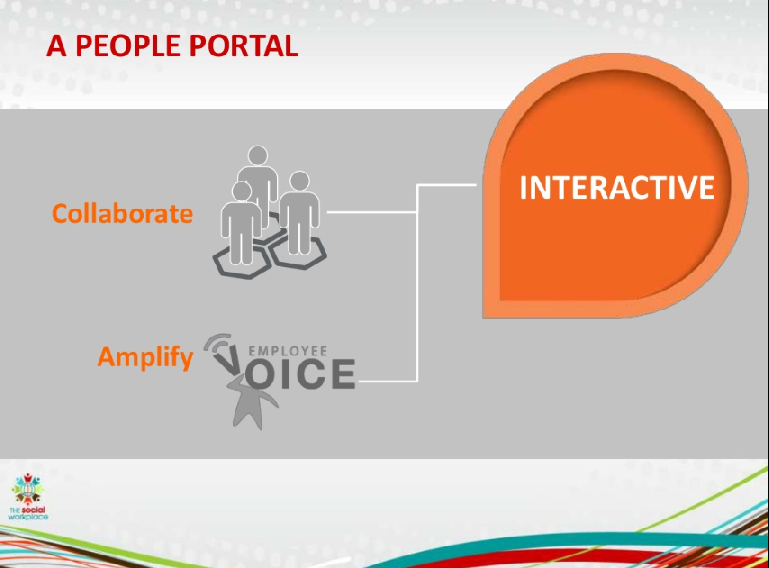 A PEOPLE PORTAL
INTERACTIVE
Collaborate
Amplify
EMPLOYEE
VOICE
THE social
workplace